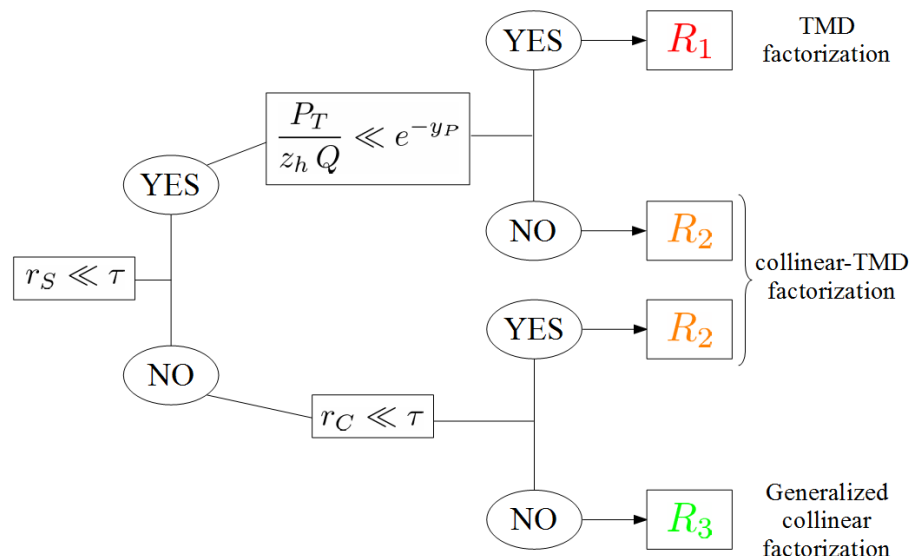 YES
R_1
TMD
factorization
P_T / (z_h Q) ≪ e^{-y_P}
YES
NO
R_2
r_S ≪ τ
collinear-TMD
factorization
YES
R_2
NO
r_C ≪ τ
NO
R_3
Generalized
collinear
factorization